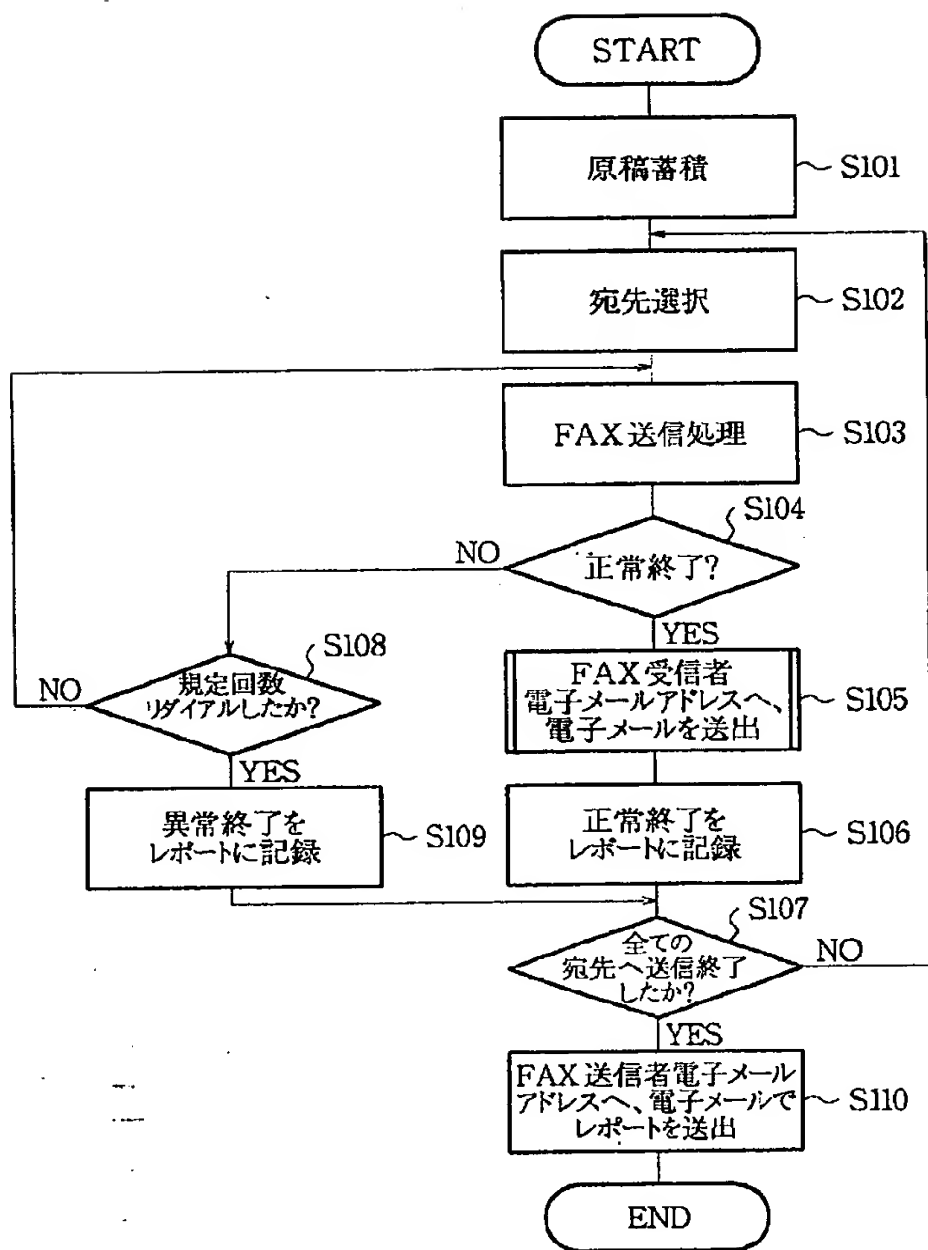 START
原稿蓄積
S101
宛先選択
S102
FAX送信処理
S103
S104
正常終了?
NO
YES
S108
規定回数
リダイアルしたか?
NO
YES
FAX受信者
電子メールアドレスへ、
電子メールを送出
S105
異常終了を
レポートに記録
S109
正常終了を
レポートに記録
S106
S107
全ての
宛先へ送信終了
したか?
NO
YES
FAX送信者電子メール
アドレスへ、電子メールで
レポートを送出
S110
END